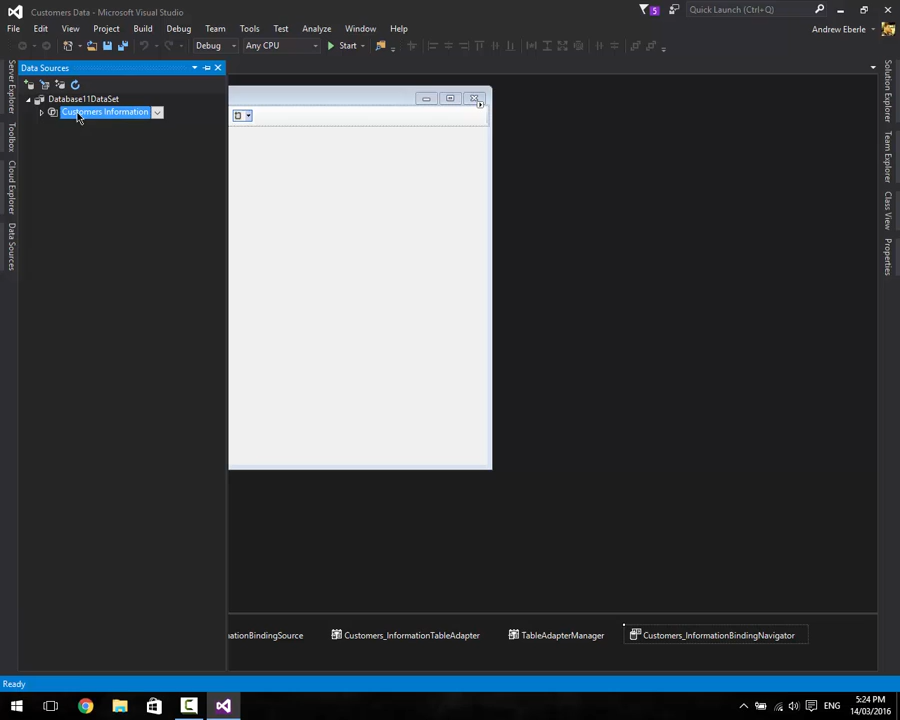 Customers Data - Microsoft Visual Studio
5
Quick Launch (Ctrl+Q)
File Edit View Project Build Debug Team Tools Test Analyze Window Help
Andrew Eberle
Debug
Any CPU
Start
Data Sources
Database11DataSet
Customers Information
Server Explorer
Toolbox
Cloud Explorer
Data Sources
Solution Explorer
Team Explorer
Class View
Properties
ationBindingSource
Customers_InformationTableAdapter
TableAdapterManager
Customers_InformationBindingNavigator
Ready
ENG
5:24 PM
14/03/2016